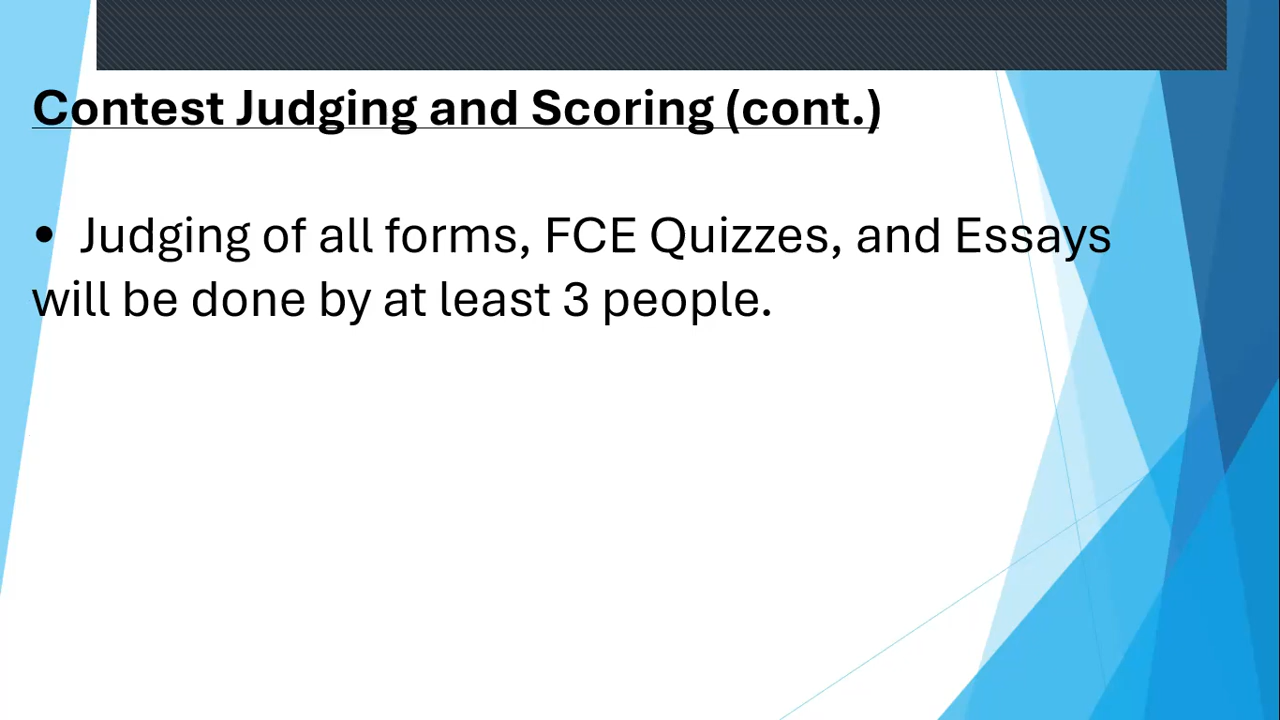 Contest Judging and Scoring (cont.)
• Judging of all forms, FCE Quizzes, and Essays
will be done by at least 3 people.